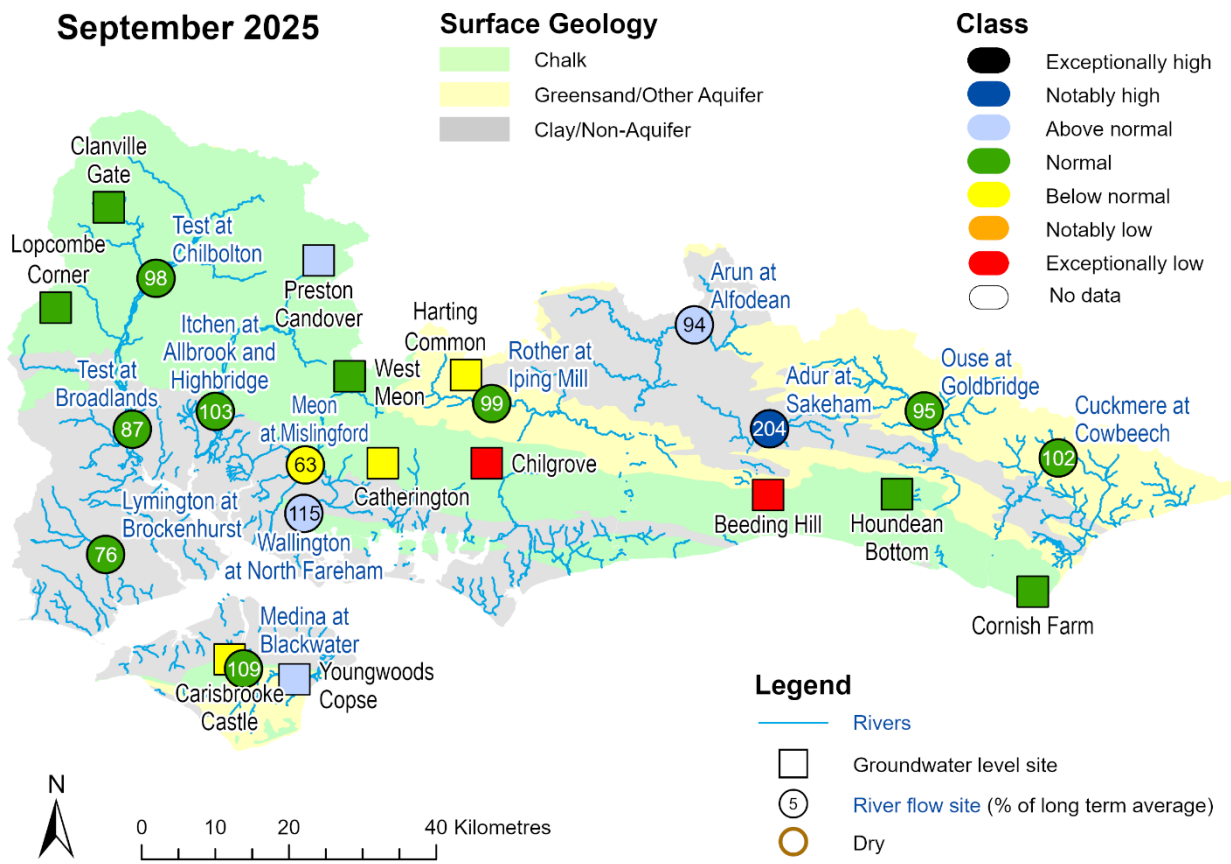 September 2025
Surface Geology
Chalk
Greensand/Other Aquifer
Clay/Non-Aquifer
Class
Exceptionally high
Notably high
Above normal
Normal
Below normal
Notably low
Exceptionally low
No data
Clanville
Gate
Lopcombe
Corner
Test at
Chilbolton
98
Preston
Candover
Itchen at
Allbrook and
Highbridge
103
Test at
Broadlands
87
Harting
Common
West
Meon
Rother at
Iping Mill
99
Arun at
Alfodean
94
Adur at
Sakeham
204
Ouse at
Goldbridge
95
Cuckmere at
Cowbeech
102
Meon
at Mislingford
63
Catherington
Chilgrove
Beeding Hill
Houndean
Bottom
Cornish Farm
Lymington at
Brockenhurst
76
115
Wallington
at North Fareham
Medina at
Blackwater
109
Carisbrooke
Castle
Youngwoods
Copse
N
0 10 20 40 Kilometres
Legend
Rivers
Groundwater level site
5 River flow site (% of long term average)
Dry